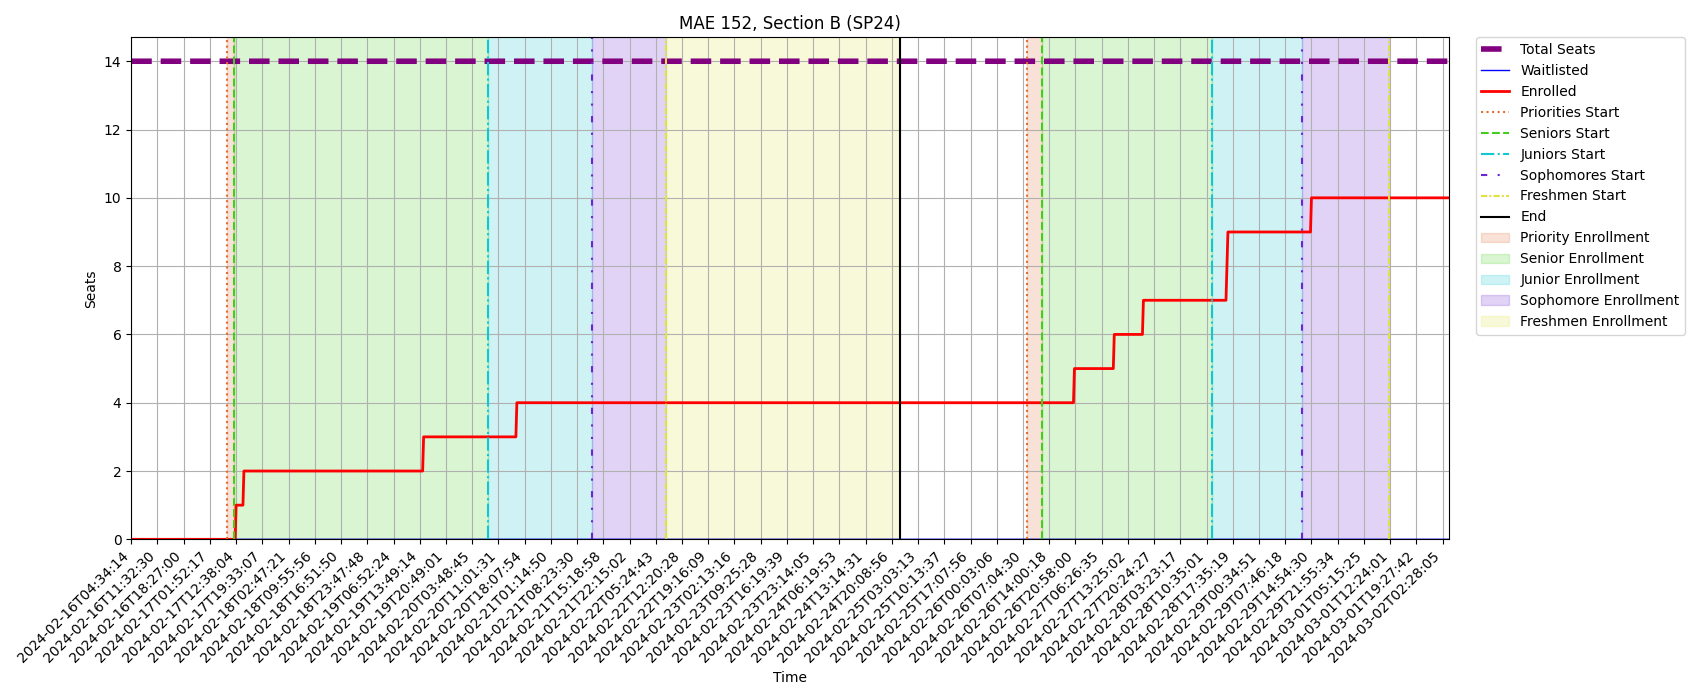 MAE 152, Section B (SP24)
Seats
14
12
10
8
6
4
2
0
2024-02-16T04:34:14
2024-02-16T11:32:30
2024-02-16T18:27:00
2024-02-17T01:52:17
2024-02-17T12:38:04
2024-02-17T19:33:07
2024-02-18T02:47:21
2024-02-18T09:55:56
2024-02-18T16:51:50
2024-02-18T23:47:48
2024-02-19T06:52:24
2024-02-19T13:49:14
2024-02-19T20:49:01
2024-02-20T03:48:45
2024-02-20T11:01:31
2024-02-20T18:07:54
2024-02-21T01:14:50
2024-02-21T08:23:30
2024-02-21T15:18:58
2024-02-21T22:15:02
2024-02-22T05:24:43
2024-02-22T12:20:28
2024-02-22T19:16:09
2024-02-23T02:13:16
2024-02-23T09:25:28
2024-02-23T16:19:39
2024-02-23T23:14:05
2024-02-24T06:19:53
2024-02-24T13:14:31
2024-02-24T20:08:56
2024-02-25T03:03:13
2024-02-25T10:13:37
2024-02-25T17:07:56
2024-02-26T00:03:06
2024-02-26T07:04:30
2024-02-26T14:00:18
2024-02-26T20:58:00
2024-02-27T06:26:35
2024-02-27T13:25:02
2024-02-27T20:24:27
2024-02-28T03:23:17
2024-02-28T10:35:01
2024-02-28T17:35:19
2024-02-29T00:34:51
2024-02-29T07:46:18
2024-02-29T14:54:30
2024-02-29T21:55:34
2024-03-01T05:15:25
2024-03-01T12:24:01
2024-03-01T19:27:42
2024-03-02T02:28:05
Time
Total Seats
Waitlisted
Enrolled
Priorities Start
Seniors Start
Juniors Start
Sophomores Start
Freshmen Start
End
Priority Enrollment
Senior Enrollment
Junior Enrollment
Sophomore Enrollment
Freshmen Enrollment